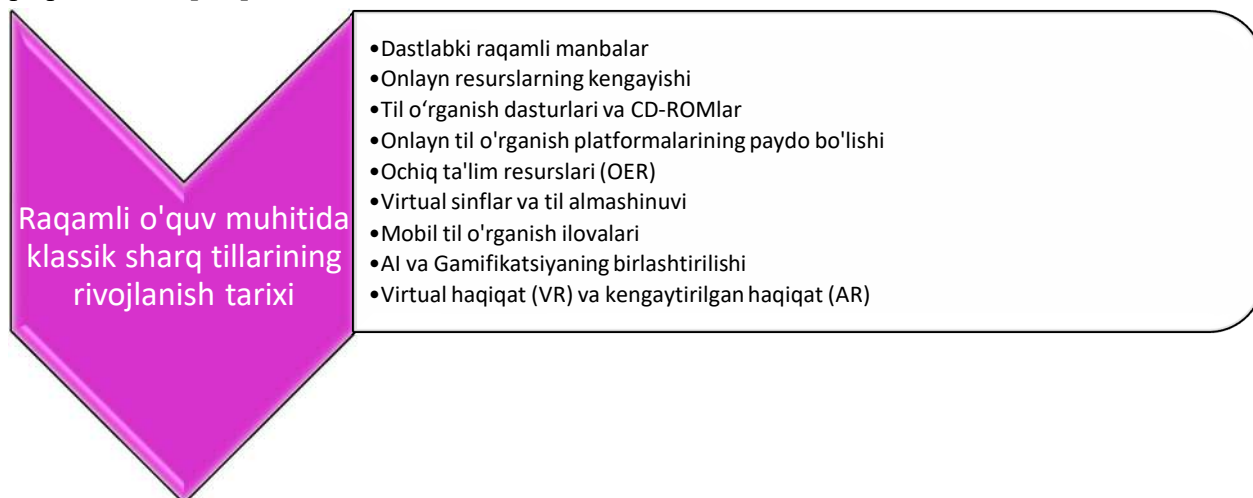 Raqamli o'quv muhitida
klassik sharq tillarining
rivojlanish tarixi
•Dastlabki raqamli manbalar
•Onlayn resurslarning kengayishi
•Til o‘rganish dasturlari va CD-ROMlar
•Onlayn til o'rganish platformalarining paydo bo'lishi
•Ochiq ta'lim resurslari (OER)
•Virtual sinflar va til almashinuvi
•Mobil til o'rganish ilovalari
•AI va Gamifikatsiyaning birlashtirilishi
•Virtual haqiqat (VR) va kengaytirilgan haqiqat (AR)